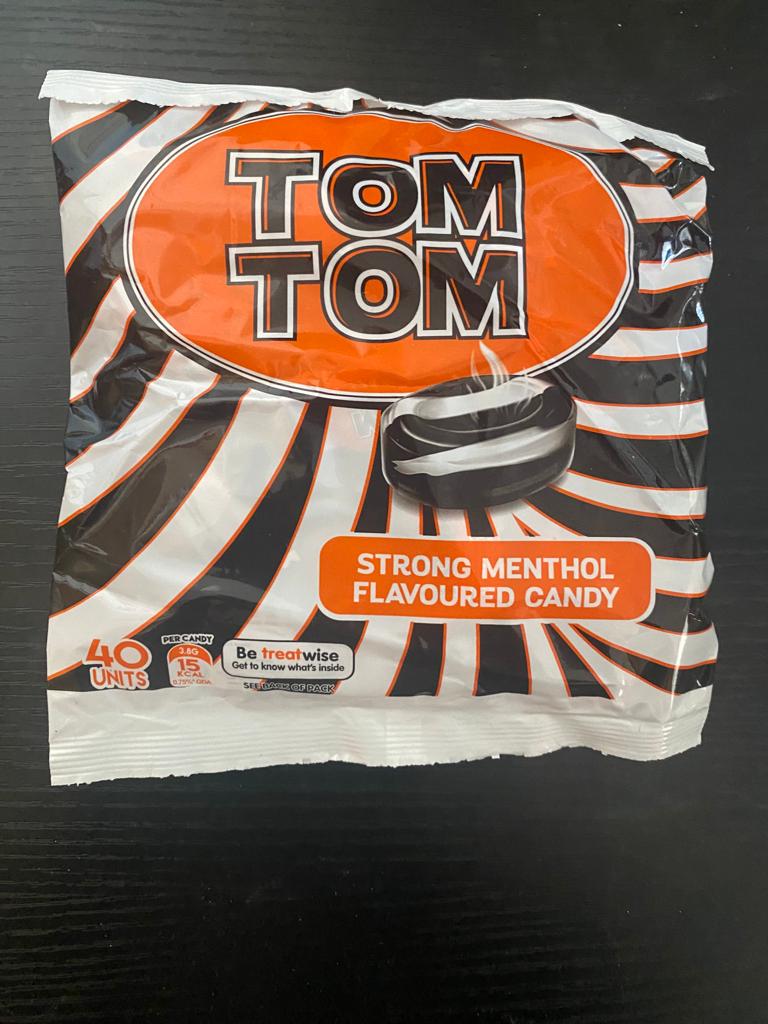 TOM
TOM
STRONG MENTHOL
FLAVOURED CANDY
40
UNITS
PER CANDY
3.8G
15
KCAL
0.75%* GDA
Be treatwise
Get to know what's inside
SEE BACK OF PACK